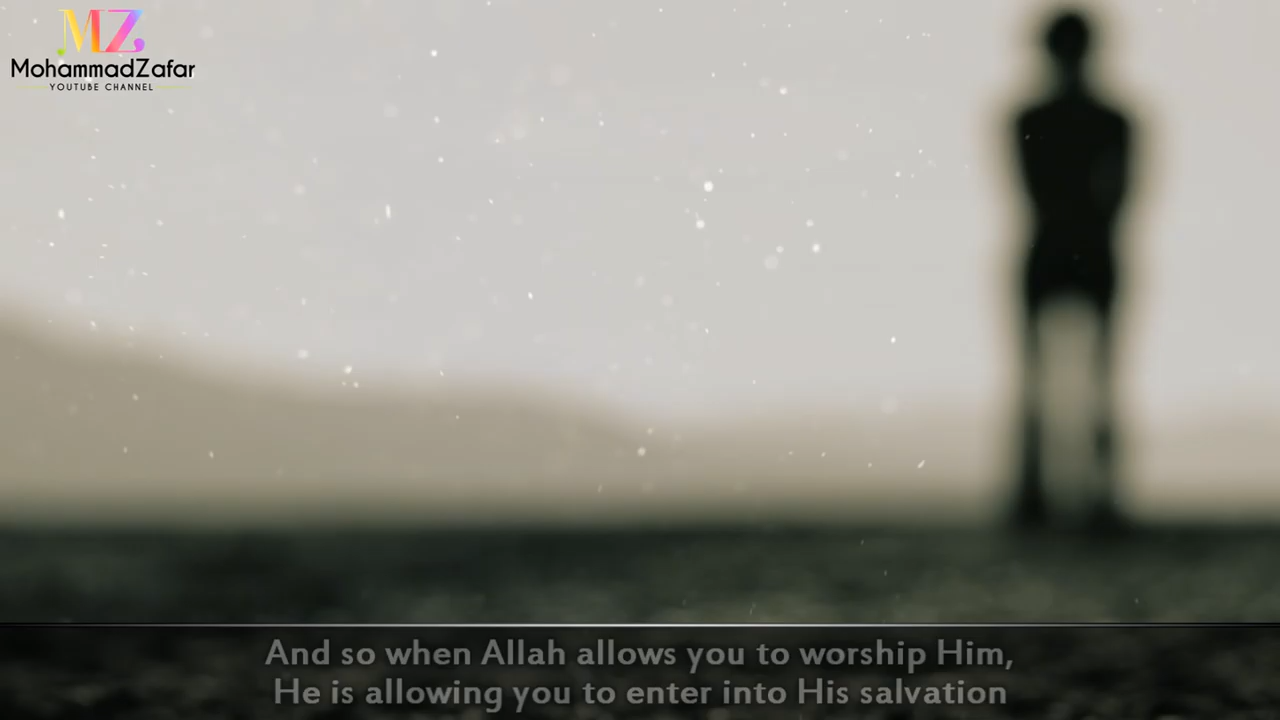 MZ
MohammadZafar
YOUTUBE CHANNEL
And so when Allah allows you to worship Him,
He is allowing you to enter into His salvation